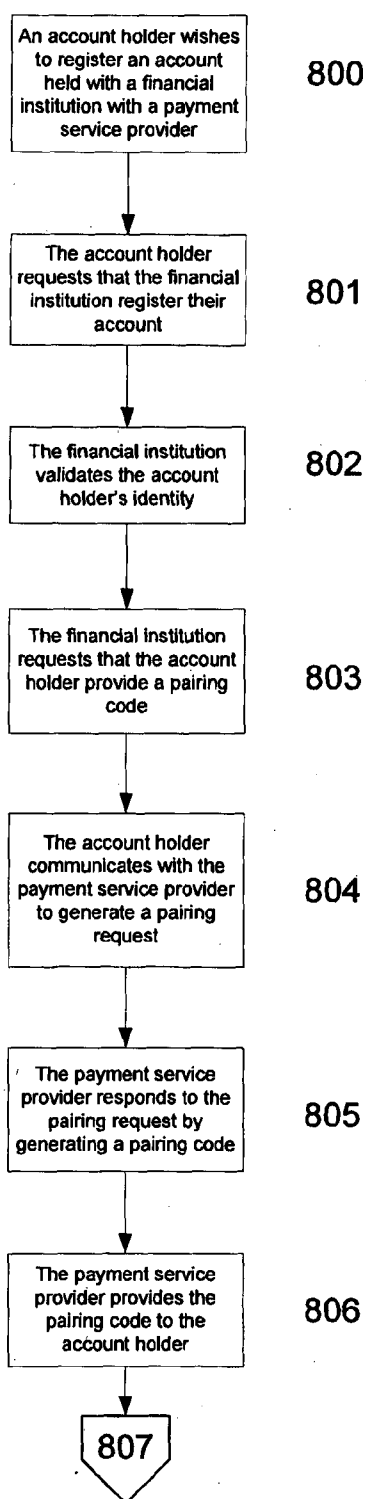 An account holder wishes
to register an account
held with a financial
institution with a payment
service provider
800
The account holder
requests that the financial
institution register their
account
801
The financial institution
validates the account
holder's identity
802
The financial institution
requests that the account
holder provide a pairing
code
803
The account holder
communicates with the
payment service provider
to generate a pairing
request
804
The payment service
provider responds to the
pairing request by
generating a pairing code
805
The payment service
provider provides the
pairing code to the
account holder
806
807